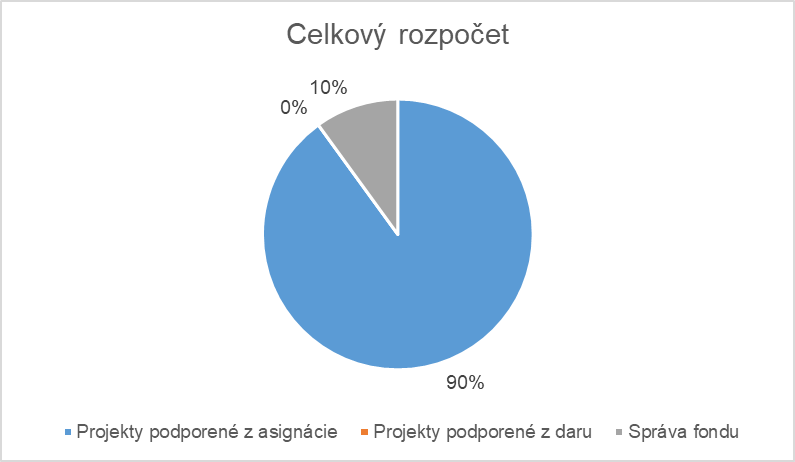 Celkový rozpočet
10%
0%
90%
Projekty podporené z asignácie
Projekty podporené z daru
Správa fondu